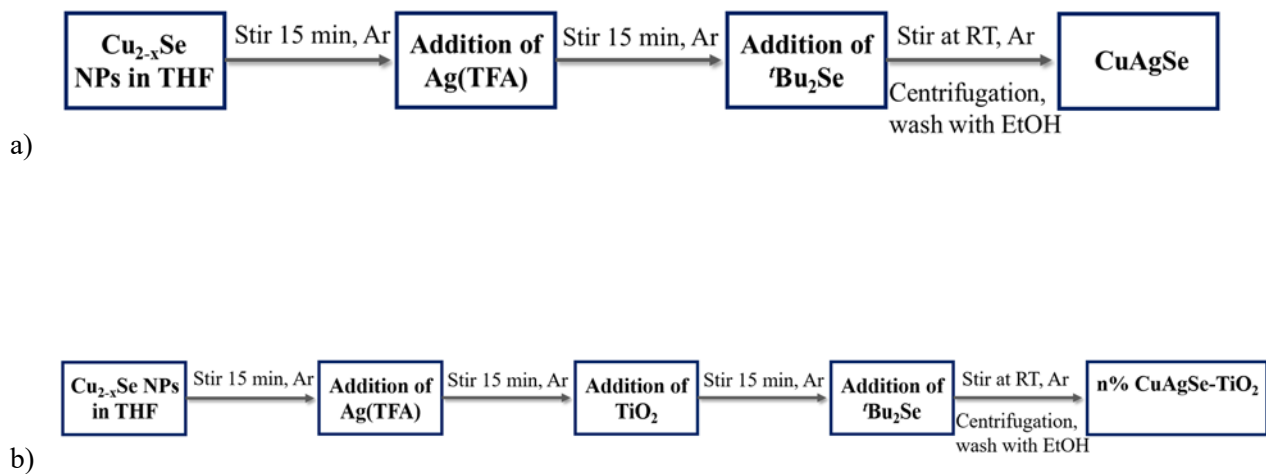 Cu₂₋ₓSe
NPs in THF
Stir 15 min, Ar
Addition of
Ag(TFA)
Stir 15 min, Ar
Addition of
ᵗBu₂Se
Stir at RT, Ar
Centrifugation,
wash with EtOH
CuAgSe
a)
Cu₂₋ₓSe NPs
in THF
Stir 15 min, Ar
Addition of
Ag(TFA)
Stir 15 min, Ar
Addition of
TiO₂
Stir 15 min, Ar
Addition of
ᵗBu₂Se
Stir at RT, Ar
Centrifugation,
wash with EtOH
n% CuAgSe-TiO₂
b)